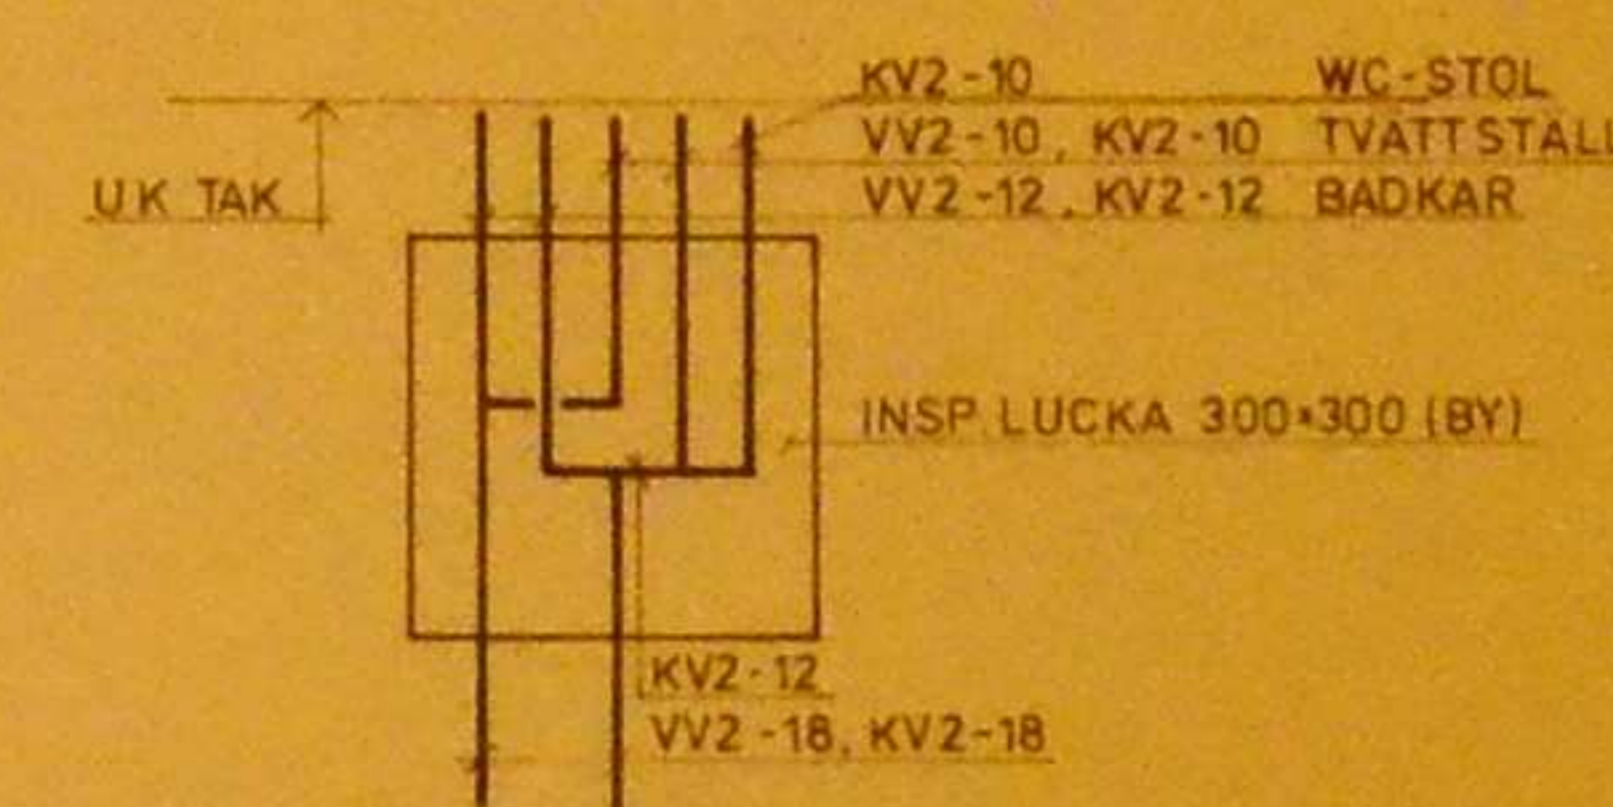 KV2-10 WC-STOL
VV2-10, KV2-10 TVATTSTALL
UK TAK
VV2-12, KV2-12 BADKAR
INSP LUCKA 300×300 (BY)
KV2-12
VV2-18, KV2-18